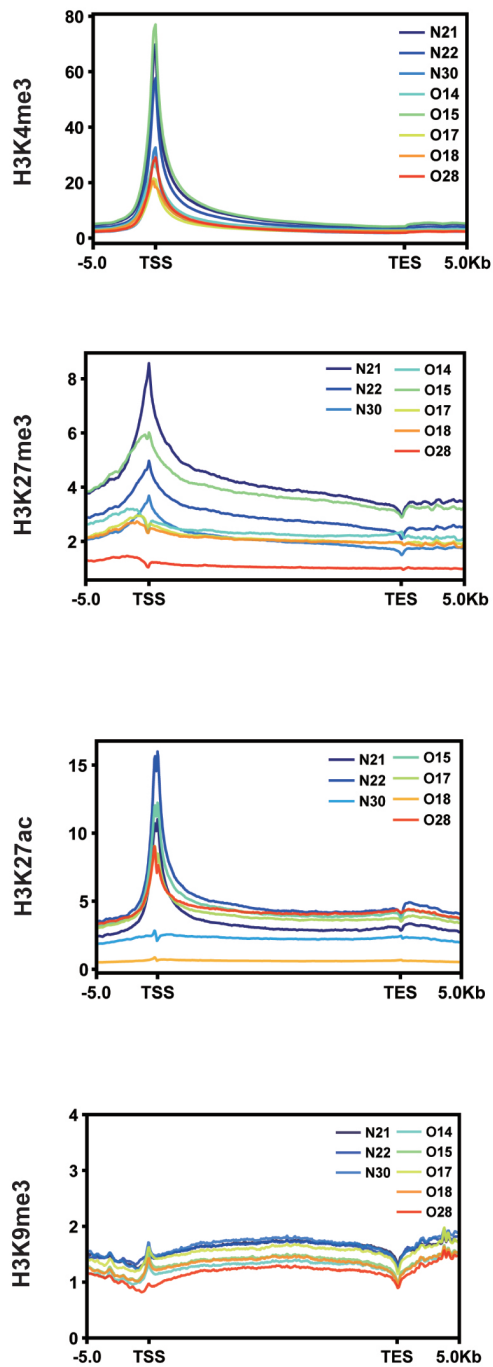 H3K4me3
80
60
40
20
0
N21
N22
N30
O14
O15
O17
O18
O28
-5.0 TSS TES 5.0Kb
H3K27me3
8
6
4
2
N21 O14
N22 O15
N30 O17
O18
O28
-5.0 TSS TES 5.0Kb
H3K27ac
15
10
5
0
N21 O15
N22 O17
N30 O18
O28
-5.0 TSS TES 5.0Kb
H3K9me3
4
3
2
1
0
N21 O14
N22 O15
N30 O17
O18
O28
-5.0 TSS TES 5.0Kb